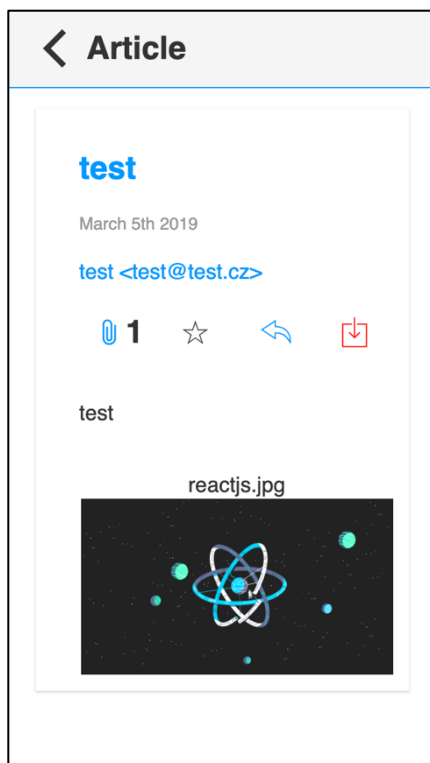 Article
test
March 5th 2019
test <test@test.cz>
1
test
reactjs.jpg